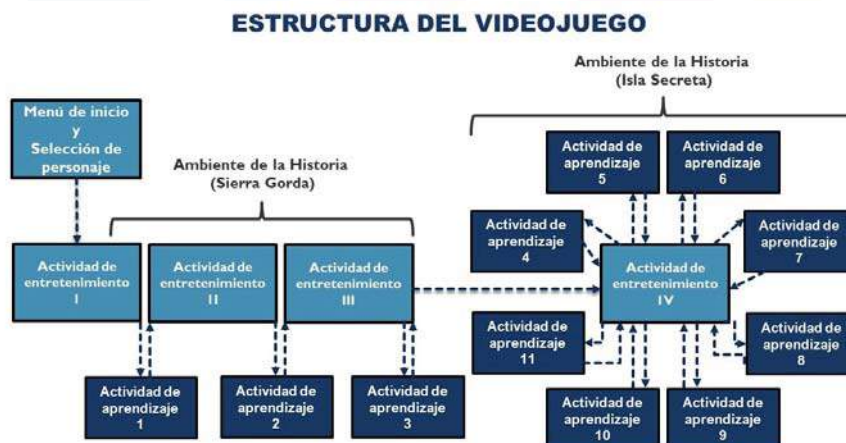 ESTRUCTURA DEL VIDEOJUEGO
Ambiente de la Historia
(Isla Secreta)
Menú de inicio
y
Selección de
personaje
Ambiente de la Historia
(Sierra Gorda)
Actividad de
aprendizaje
5
Actividad de
aprendizaje
6
Actividad de
aprendizaje
4
Actividad de
aprendizaje
7
Actividad de
entretenimiento
I
Actividad de
entretenimiento
II
Actividad de
entretenimiento
III
Actividad de
entretenimiento
IV
Actividad de
aprendizaje
11
Actividad de
aprendizaje
8
Actividad de
aprendizaje
1
Actividad de
aprendizaje
2
Actividad de
aprendizaje
3
Actividad de
aprendizaje
10
Actividad de
aprendizaje
9